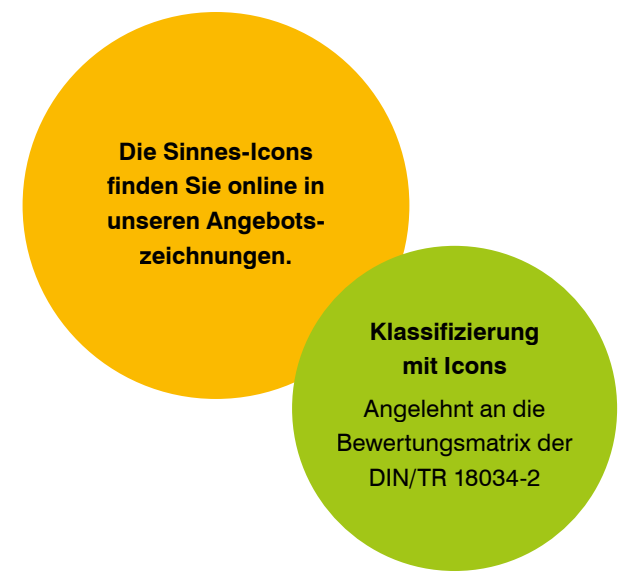 Die Sinnes-Icons
finden Sie online in
unseren Angebots-
zeichnungen.
Klassifizierung
mit Icons
Angelehnt an die
Bewertungsmatrix der
DIN/TR 18034-2